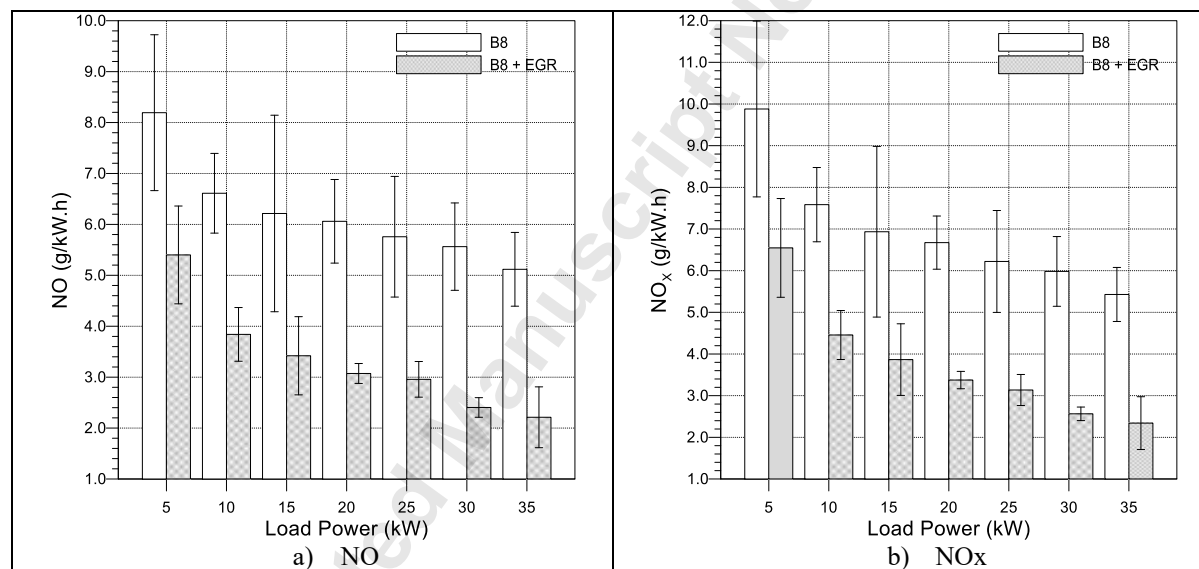 10.0
9.0
8.0
7.0
6.0
5.0
4.0
3.0
2.0
1.0
NO (g/kW.h)
B8
B8 + EGR
5 10 15 20 25 30 35
Load Power (kW)
a) NO
12.0
11.0
10.0
9.0
8.0
7.0
6.0
5.0
4.0
3.0
2.0
1.0
NOX (g/kW.h)
B8
B8 + EGR
5 10 15 20 25 30 35
Load Power (kW)
b) NOx
ed Manuscript No